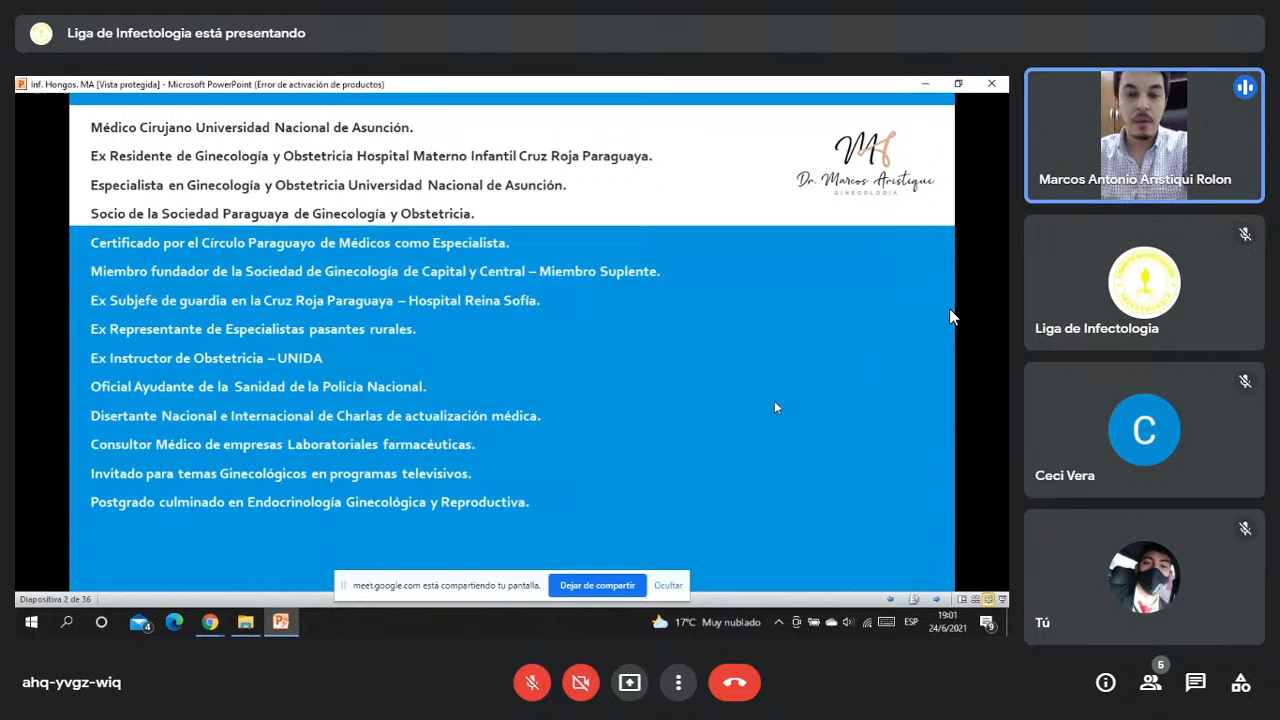 Liga de Infectologia está presentando
Inf. Hongos. MA [Vista protegida] - Microsoft PowerPoint (Error de activación de productos)
Médico Cirujano Universidad Nacional de Asunción.
Ex Residente de Ginecología y Obstetricia Hospital Materno Infantil Cruz Roja Paraguaya.
Especialista en Ginecología y Obstetricia Universidad Nacional de Asunción.
Socio de la Sociedad Paraguaya de Ginecología y Obstetricia.
MA
Dr. Marcos Aristiqui
GINECOLOGIA
Certificado por el Círculo Paraguayo de Médicos como Especialista.
Miembro fundador de la Sociedad de Ginecología de Capital y Central – Miembro Suplente.
Ex Subjefe de guardia en la Cruz Roja Paraguaya – Hospital Reina Sofía.
Ex Representante de Especialistas pasantes rurales.
Ex Instructor de Obstetricia – UNIDA
Oficial Ayudante de la Sanidad de la Policía Nacional.
Disertante Nacional e Internacional de Charlas de actualización médica.
Consultor Médico de empresas Laboratoriales farmacéuticas.
Invitado para temas Ginecológicos en programas televisivos.
Postgrado culminado en Endocrinología Ginecológica y Reproductiva.
meet.google.com está compartiendo tu pantalla.
Dejar de compartir
Ocultar
Diapositiva 2 de 36
4
17°C Muy nublado
ESP
19:01
24/6/2021
9
Marcos Antonio Aristiqui Rolon
Liga de Infectologia
C
Ceci Vera
Tú
ahq-yvgz-wiq
5